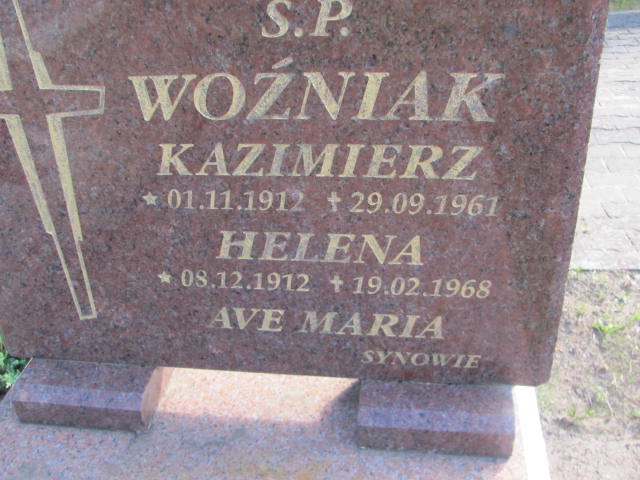 S.P.
WOŹNIAK
KAZIMIERZ
★ 01.11.1912 ✝ 29.09.1961
HELENA
★ 08.12.1912 ✝ 19.02.1968
AVE MARIA
SYNOWIE